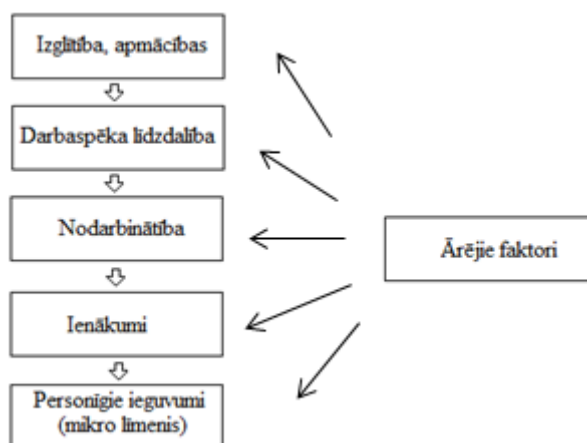 Izglītība, apmācības
Darbaspēka līdzdalība
Nodarbinātība
Ārējie faktori
Ienākumi
Personīgie ieguvumi
(mikro līmenis)